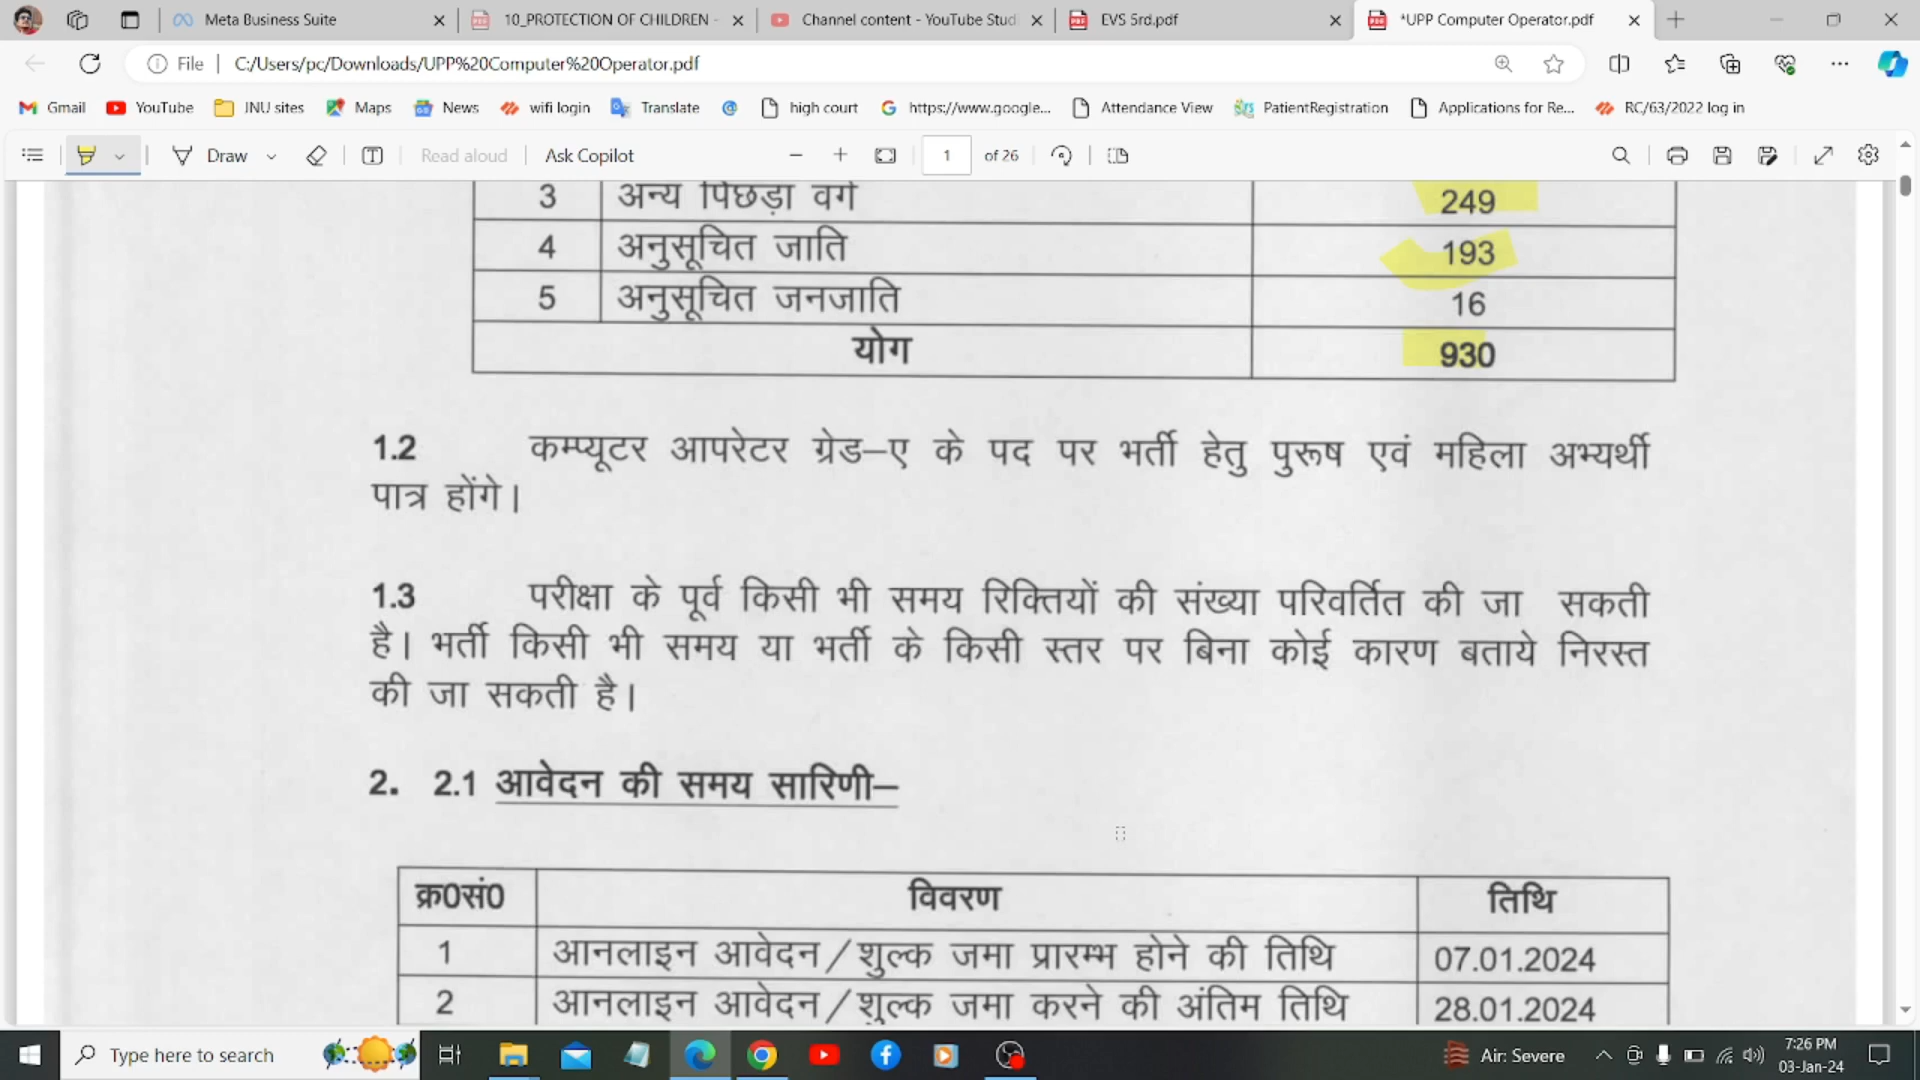 Meta Business Suite
10_PROTECTION OF CHILDREN -
Channel content - YouTube Stud
EVS 5rd.pdf
*UPP Computer Operator.pdf
File
C:/Users/pc/Downloads/UPP%20Computer%20Operator.pdf
Gmail YouTube JNU sites Maps News wifi login Translate high court https://www.google... Attendance View PatientRegistration Applications for Re... RC/63/2022 log in
Draw Read aloud Ask Copilot 1 of 26
3 अन्य पिछड़ा वर्ग 249
4 अनुसूचित जाति 193
5 अनुसूचित जनजाति 16
योग 930
1.2 कम्प्यूटर आपरेटर ग्रेड–ए के पद पर भर्ती हेतु पुरूष एवं महिला अभ्यर्थी
पात्र होंगे।
1.3 परीक्षा के पूर्व किसी भी समय रिक्तियों की संख्या परिवर्तित की जा सकती
है। भर्ती किसी भी समय या भर्ती के किसी स्तर पर बिना कोई कारण बताये निरस्त
की जा सकती है।
2. 2.1 आवेदन की समय सारिणी–
क्र0सं0 विवरण तिथि
1 आनलाइन आवेदन/शुल्क जमा प्रारम्भ होने की तिथि 07.01.2024
2 आनलाइन आवेदन/शुल्क जमा करने की अंतिम तिथि 28.01.2024
Type here to search
Air: Severe
7:26 PM
03-Jan-24